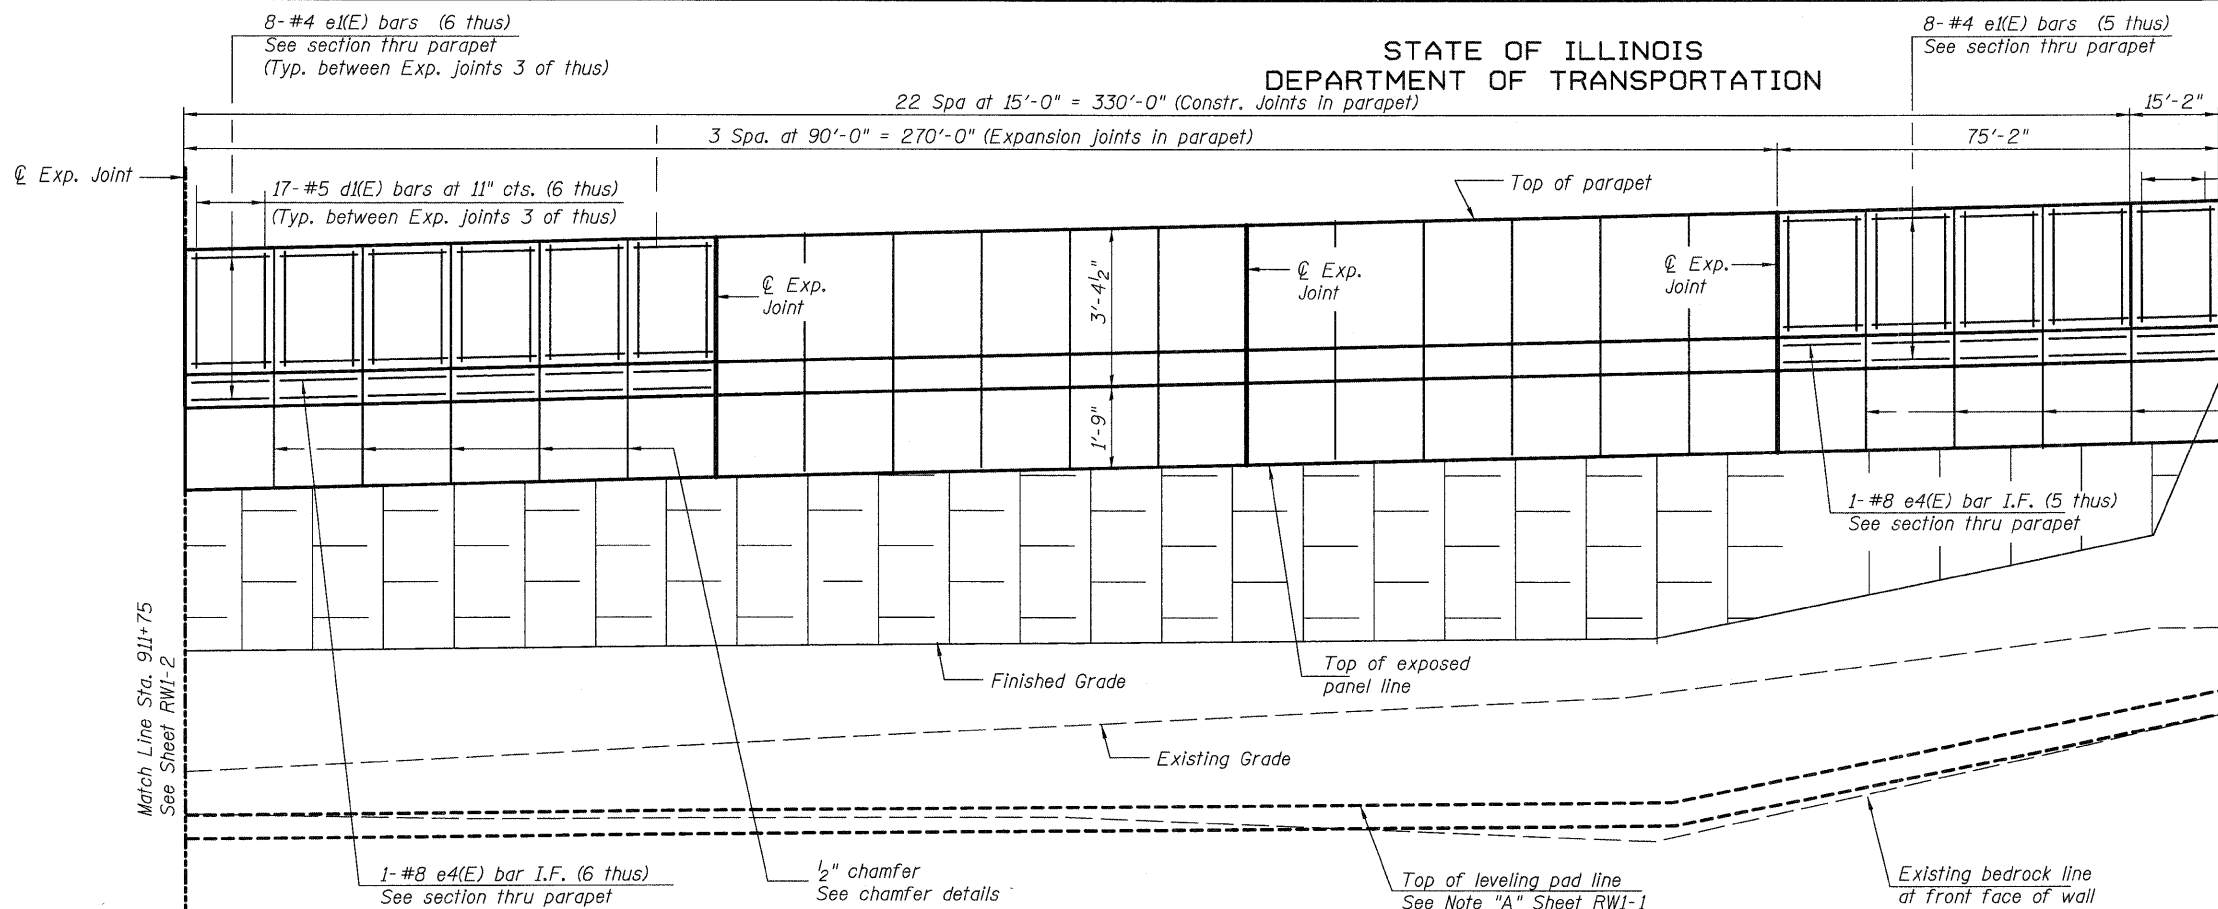 8-#4 e1(E) bars (6 thus)
See section thru parapet
(Typ. between Exp. joints 3 of thus)
STATE OF ILLINOIS
DEPARTMENT OF TRANSPORTATION
8-#4 e1(E) bars (5 thus)
See section thru parapet
22 Spa at 15'-0" = 330'-0" (Constr. Joints in parapet)
15'-2"
3 Spa. at 90'-0" = 270'-0" (Expansion joints in parapet)
75'-2"
℄ Exp. Joint
17-#5 d1(E) bars at 11" cts. (6 thus)
(Typ. between Exp. joints 3 of thus)
Top of parapet
℄ Exp.
Joint
3'-4½"
℄ Exp.
Joint
℄ Exp.
Joint
1'-9"
1-#8 e4(E) bar I.F. (5 thus)
See section thru parapet
Match Line Sta. 911+75
See Sheet RW1-2
Finished Grade
Top of exposed
panel line
Existing Grade
1-#8 e4(E) bar I.F. (6 thus)
See section thru parapet
½" chamfer
See chamfer details
Top of leveling pad line
See Note "A" Sheet RW1-1
Existing bedrock line
at front face of wall